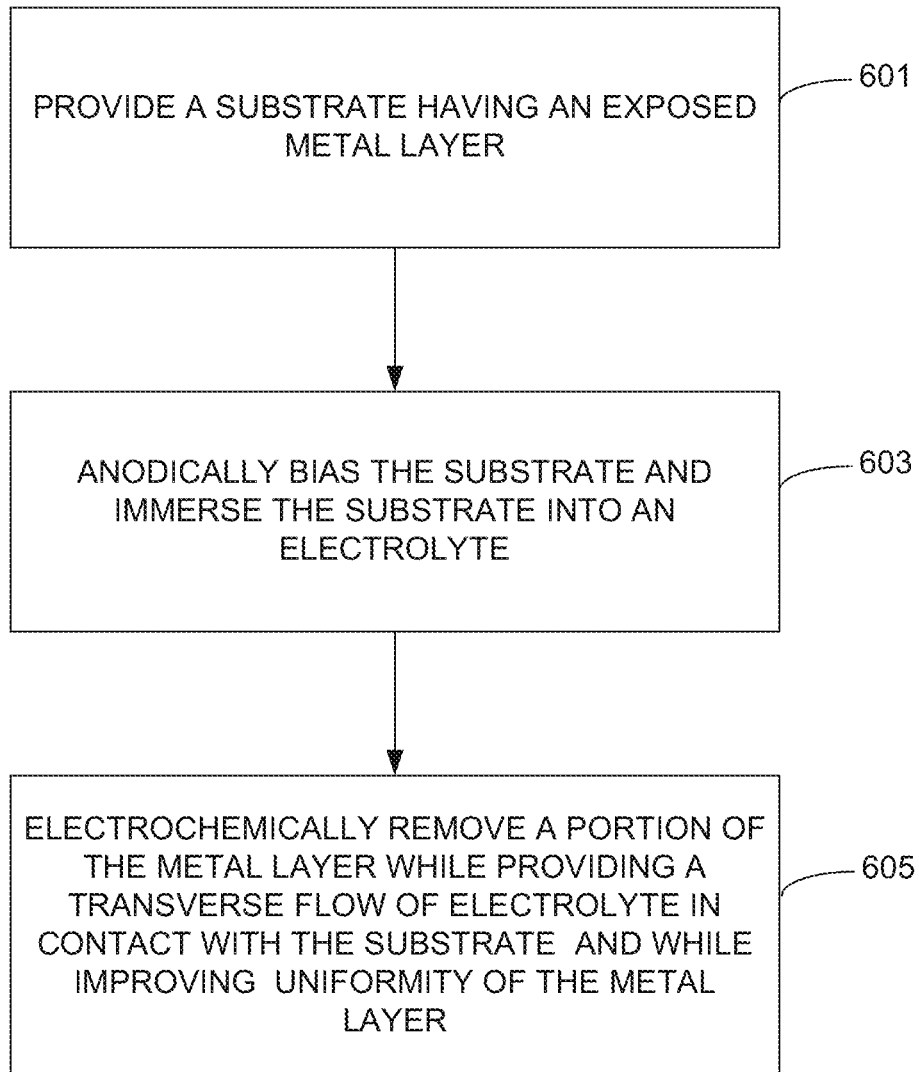 PROVIDE A SUBSTRATE HAVING AN EXPOSED
METAL LAYER
601
ANODICALLY BIAS THE SUBSTRATE AND
IMMERSE THE SUBSTRATE INTO AN
ELECTROLYTE
603
ELECTROCHEMICALLY REMOVE A PORTION OF
THE METAL LAYER WHILE PROVIDING A
TRANSVERSE FLOW OF ELECTROLYTE IN
CONTACT WITH THE SUBSTRATE AND WHILE
IMPROVING UNIFORMITY OF THE METAL
LAYER
605